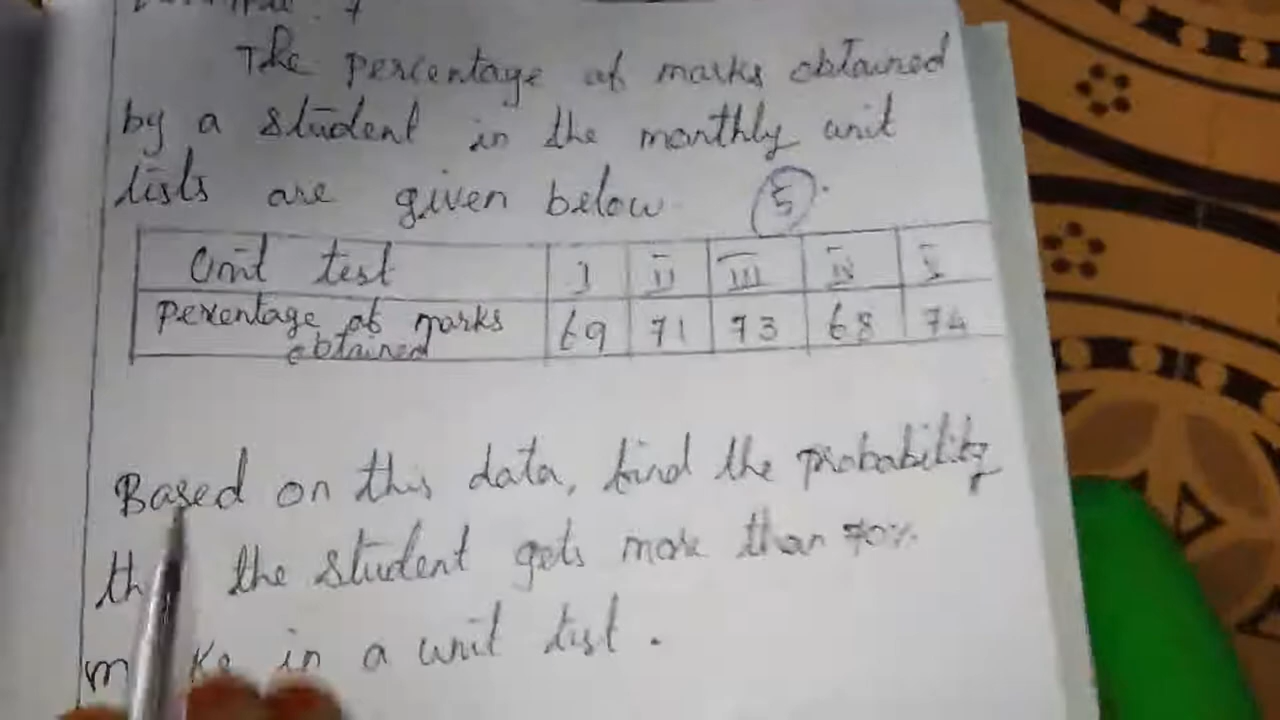 The percentage of marks obtained
by a student in the monthly unit
tests are given below. 5
Unit test I II III IV V
percentage of marks obtained 69 71 73 68 74
Based on this data, find the probability
the student gets more than 70%
in a unit test.